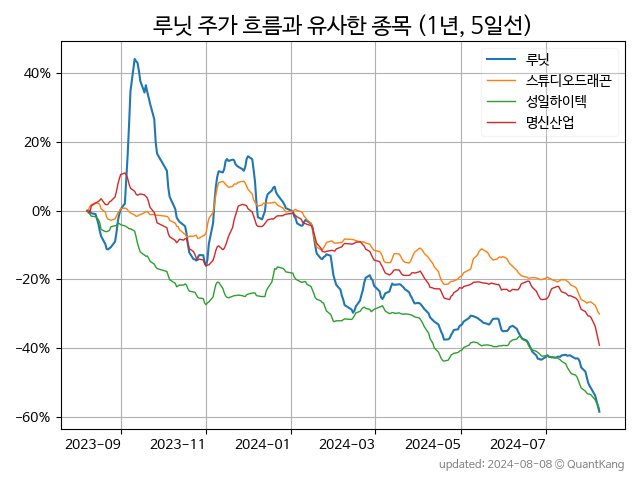 루닛 주가 흐름과 유사한 종목 (1년, 5일선)
루닛
스튜디오드래곤
성일하이텍
명신산업
40%
20%
0%
−20%
−40%
−60%
2023-09 2023-11 2024-01 2024-03 2024-05 2024-07
updated: 2024-08-08 © QuantKang